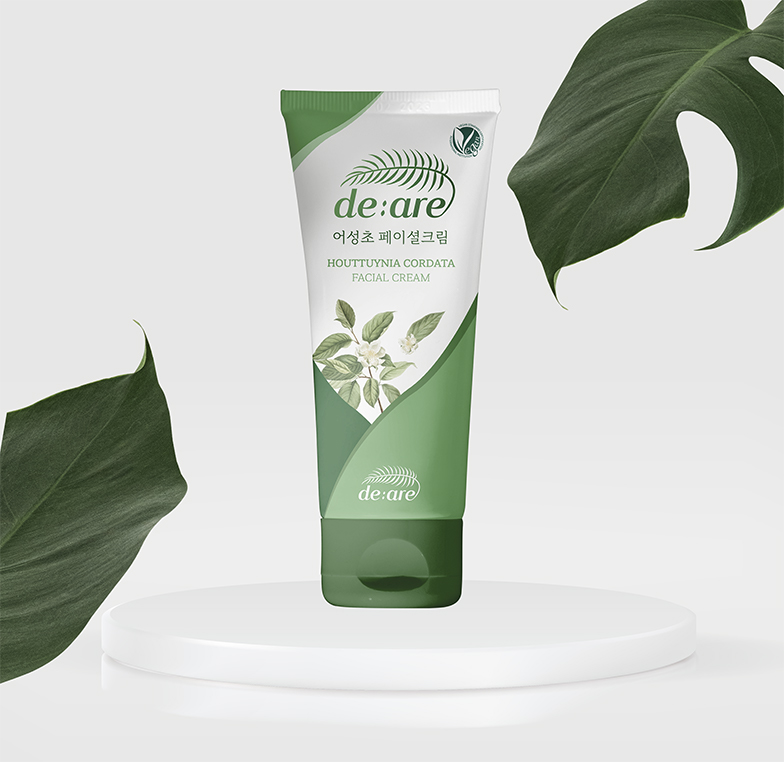 de:are
어성초 페이셜크림
HOUTTUYNIA CORDATA
FACIAL CREAM
de:are